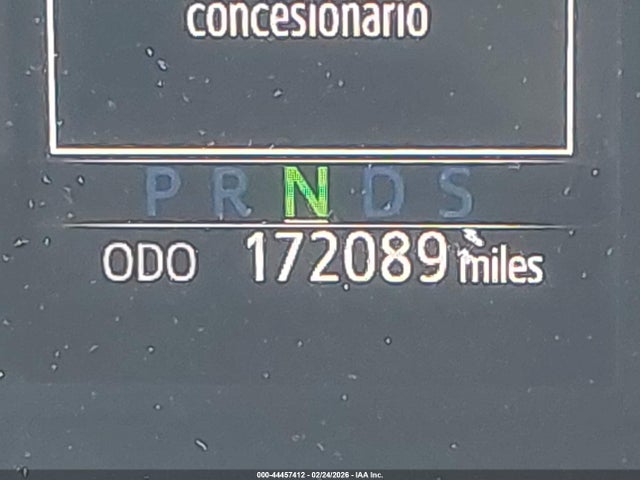 concesionario
P R N D S
ODO 172089 miles
000-44457412 - 02/24/2026 - IAA Inc.